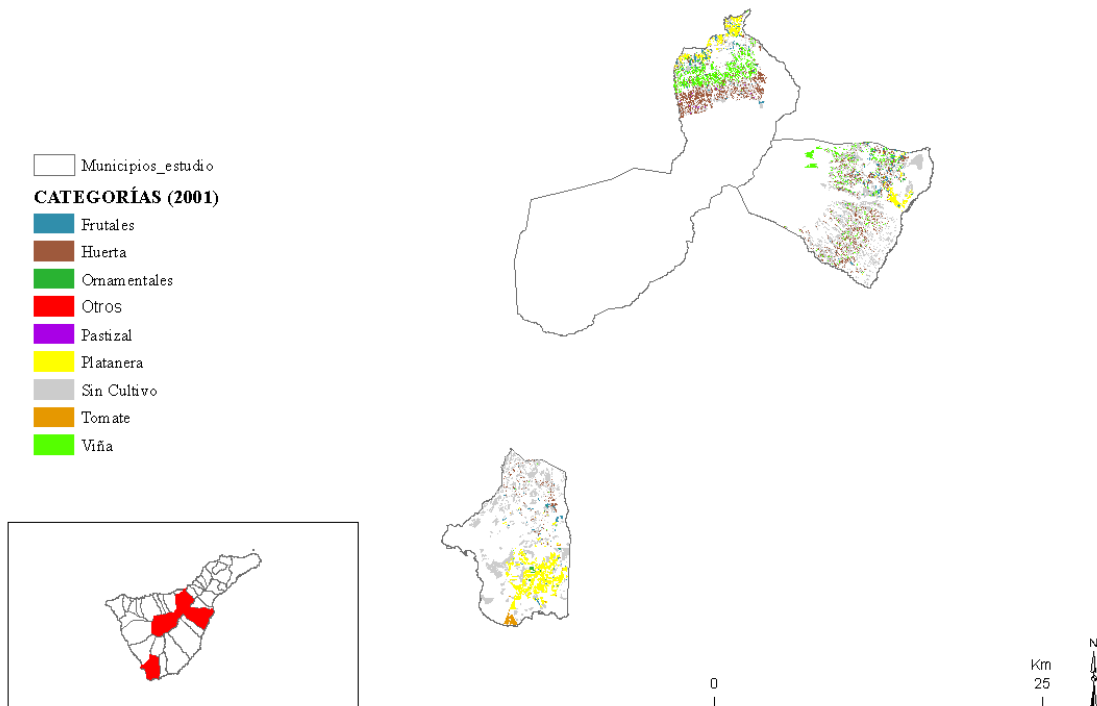 Municipios_estudio
CATEGORÍAS (2001)
Frutales
Huerta
Ornamentales
Otros
Pastizal
Platanera
Sin Cultivo
Tomate
Viña
N
Km
0 25